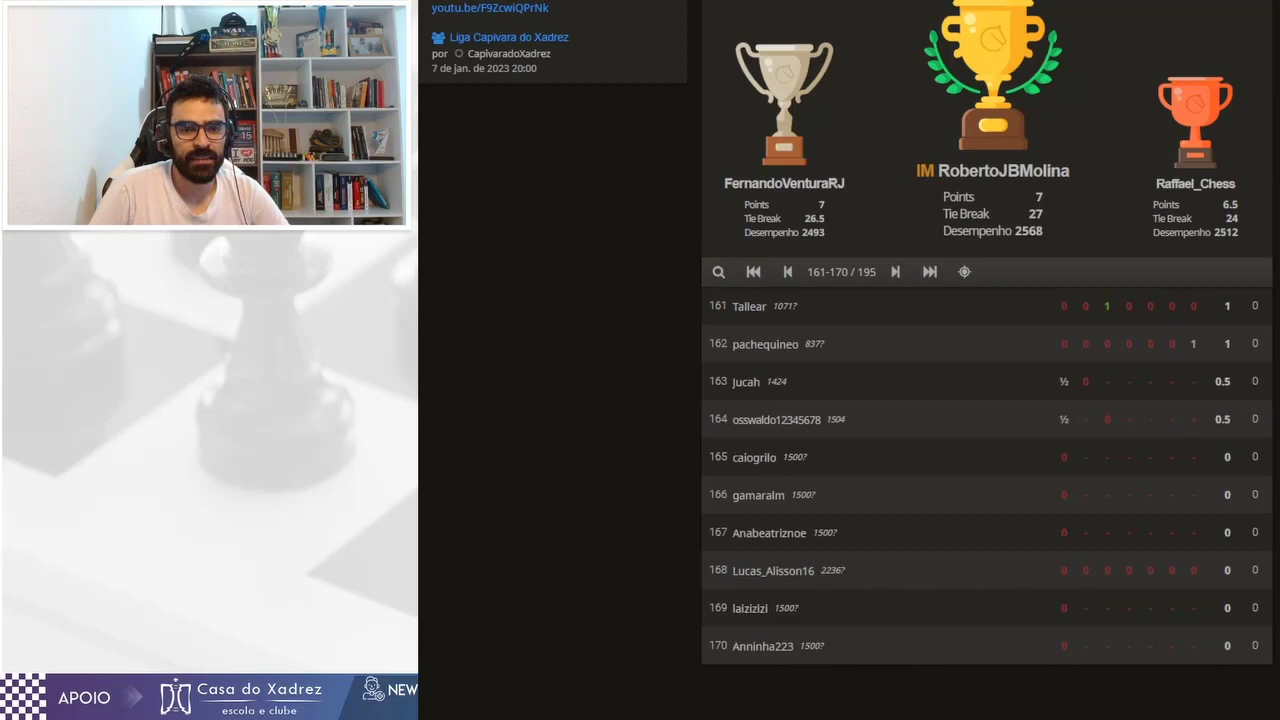 youtu.be/F9ZcwiQPrNk
Liga Capivara do Xadrez
por CapivaradoXadrez
7 de jan. de 2023 20:00
FernandoVenturaRJ
Points 7
Tie Break 26.5
Desempenho 2493
IM RobertoJBMolina
Points 7
Tie Break 27
Desempenho 2568
Raffael_Chess
Points 6.5
Tie Break 24
Desempenho 2512
161-170 / 195
161 Tallear 1071? 0 0 1 0 0 0 0 1 0
162 pachequineo 837? 0 0 0 0 0 0 1 1 0
163 Jucah 1424 ½ 0 - - - - - 0.5 0
164 osswaldo12345678 1504 ½ - 0 - - - - 0.5 0
165 caiogrilo 1500? 0 - - - - - - 0 0
166 gamaralm 1500? 0 - - - - - - 0 0
167 Anabeatriznoe 1500? 0 - - - - - - 0 0
168 Lucas_Alisson16 2236? 0 0 0 0 0 0 0 0 0
169 laizizizi 1500? 0 - - - - - - 0 0
170 Anninha223 1500? 0 - - - - - - 0 0
APOIO
Casa do Xadrez
escola e clube
NEW